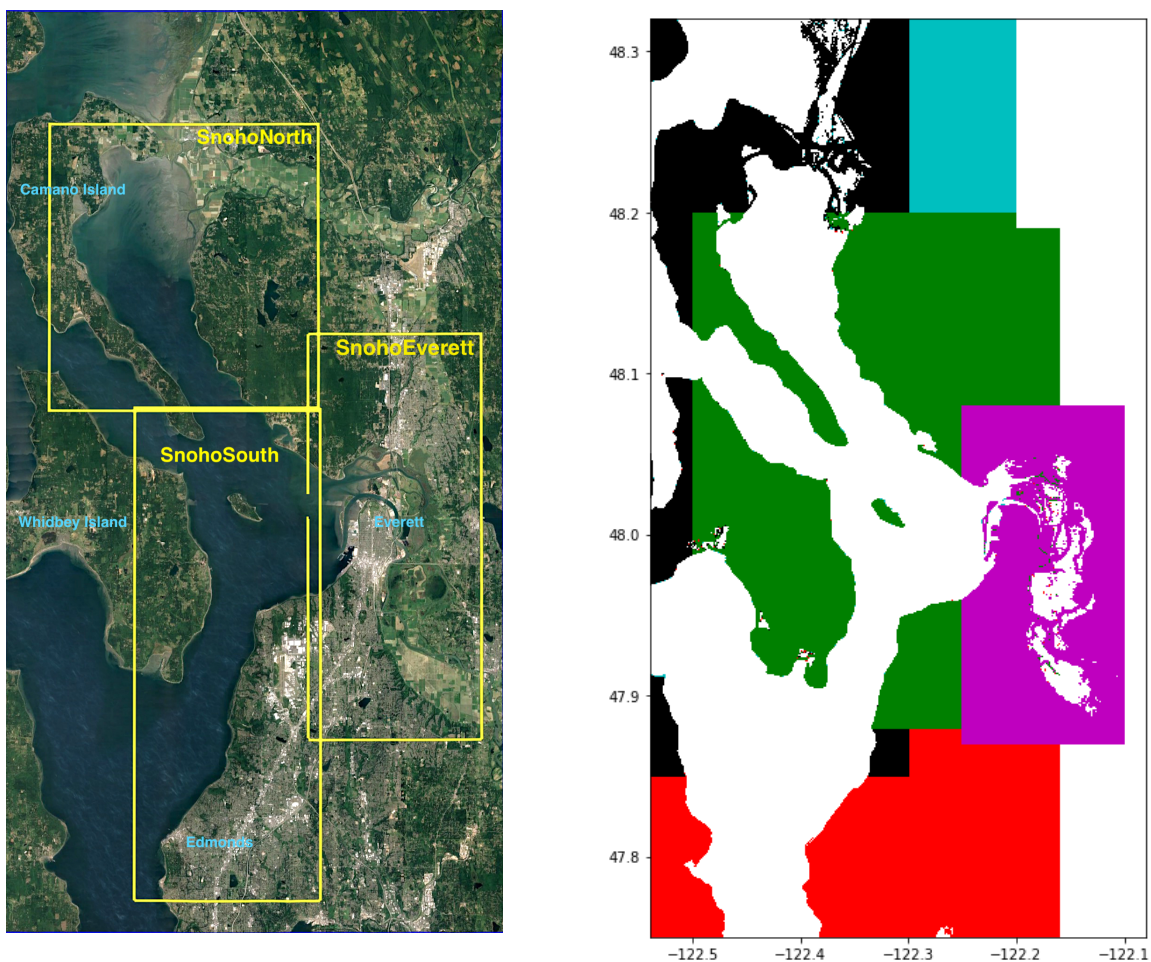 SnohoNorth
Camano Island
SnohoEverett
SnohoSouth
Whidbey Island
Everett
Edmonds
48.3
48.2
48.1
48.0
47.9
47.8
−122.5
−122.4
−122.3
−122.2
−122.1